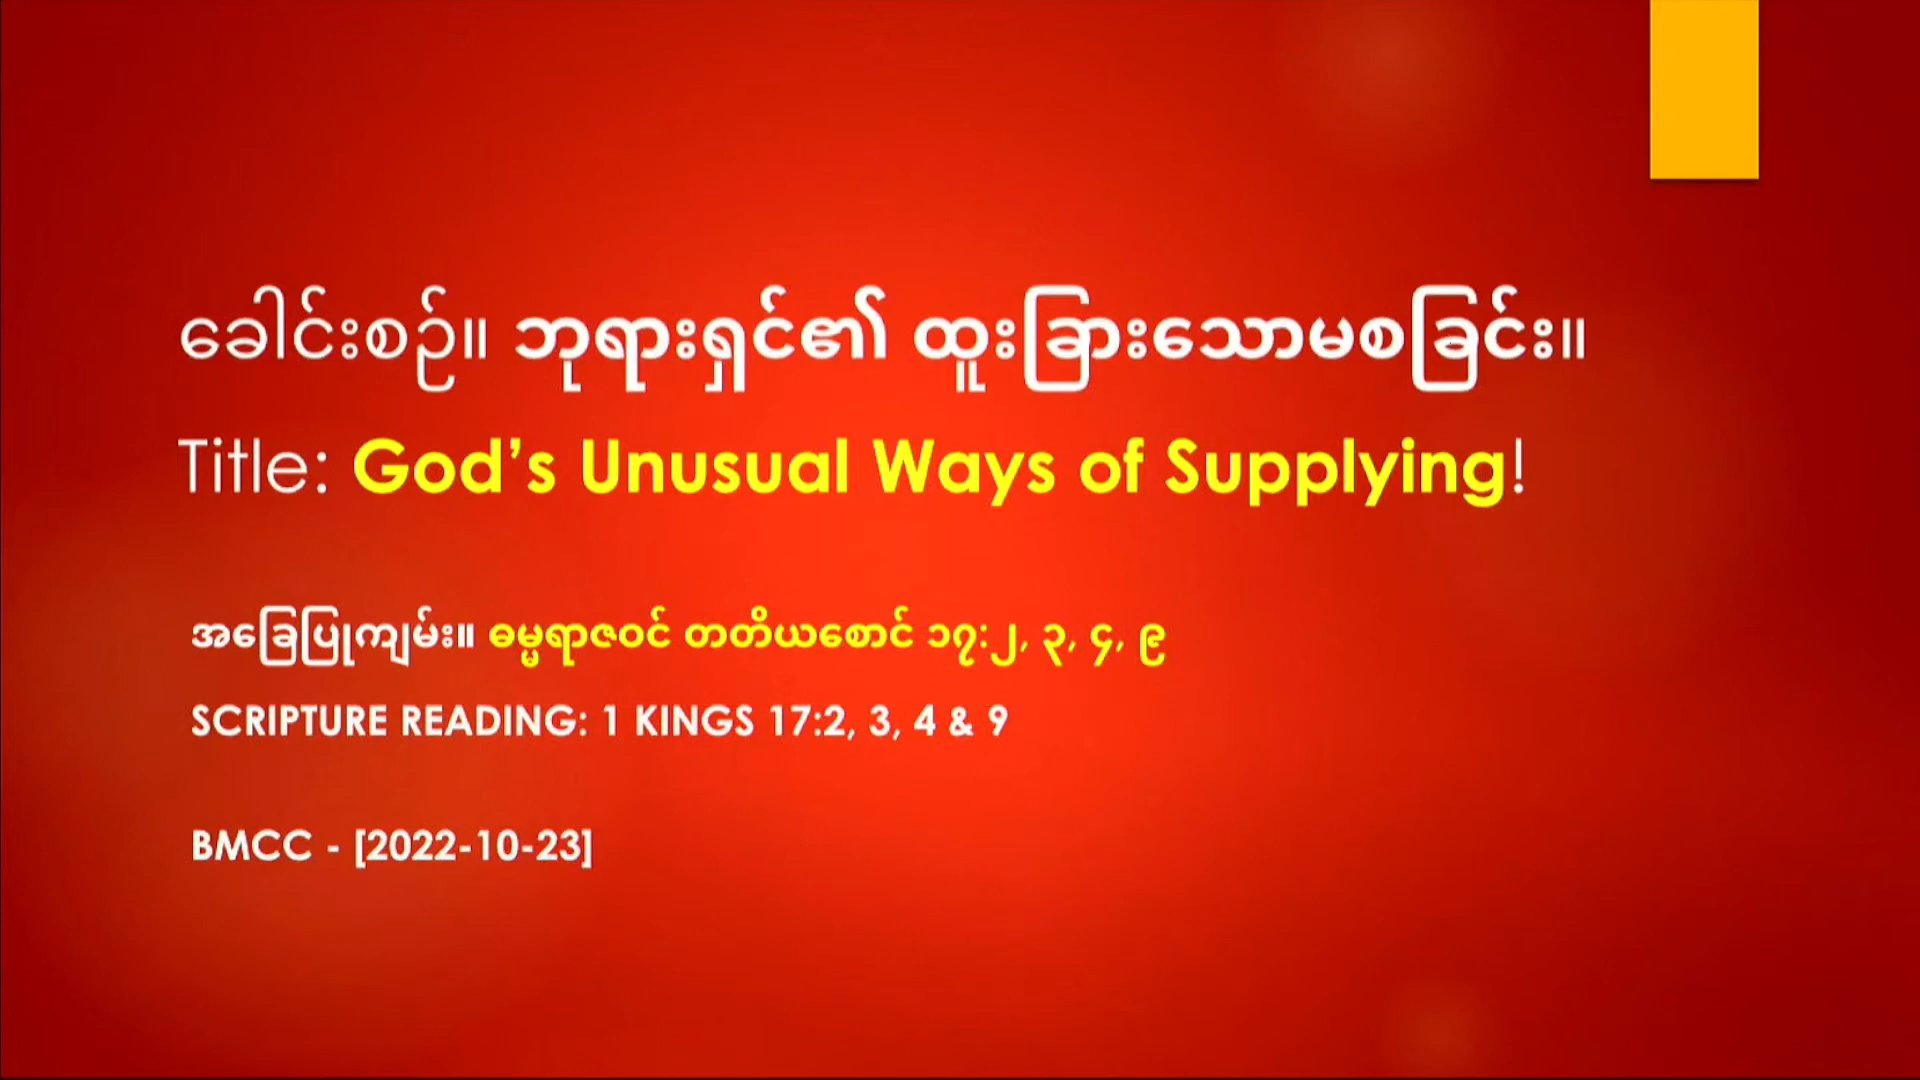 ခေါင်းစဉ်။ ဘုရားရှင်၏ ထူးခြားသောမစခြင်း။
Title: God’s Unusual Ways of Supplying!
အခြေပြုကျမ်း။ ဓမ္မရာဇဝင် တတိယစောင် ၁၇:၂, ၃, ၄, ၉
SCRIPTURE READING: 1 KINGS 17:2, 3, 4 & 9
BMCC - [2022-10-23]